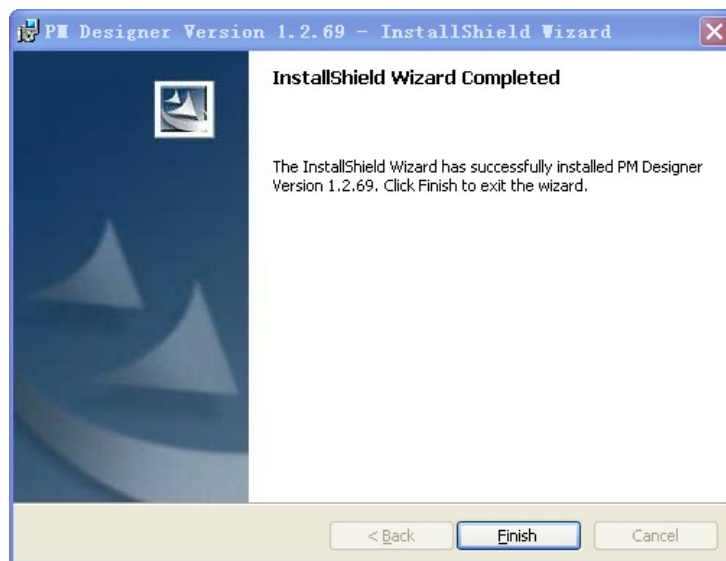 PM Designer Version 1.2.69 - InstallShield Wizard
InstallShield Wizard Completed
The InstallShield Wizard has successfully installed PM Designer
Version 1.2.69. Click Finish to exit the wizard.
< Back
Finish
Cancel